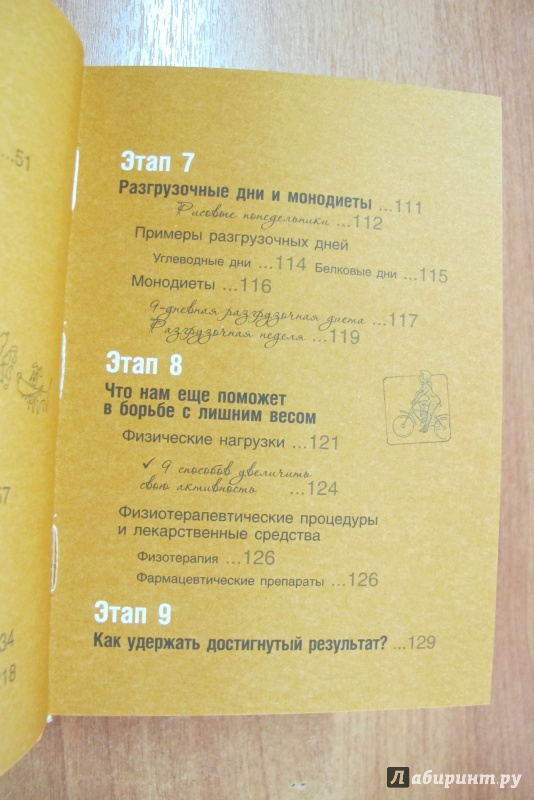 ...51
Этап 7
Разгрузочные дни и монодиеты ...111
Рисовые понедельники ...112
Примеры разгрузочных дней
Углеводные дни ...114 Белковые дни ...115
Монодиеты ...116
9-дневная разгрузочная диета ...117
Разгрузочная неделя ...119
Этап 8
Что нам еще поможет
в борьбе с лишним весом
Физические нагрузки ...121
✓ 9 способов увеличить
свою активность ...124
Физиотерапевтические процедуры
и лекарственные средства
Физотерапия ...126
Фармацевтические препараты ...126
Этап 9
Как удержать достигнутый результат? ...129
57
34
18
Лабиринт.ру